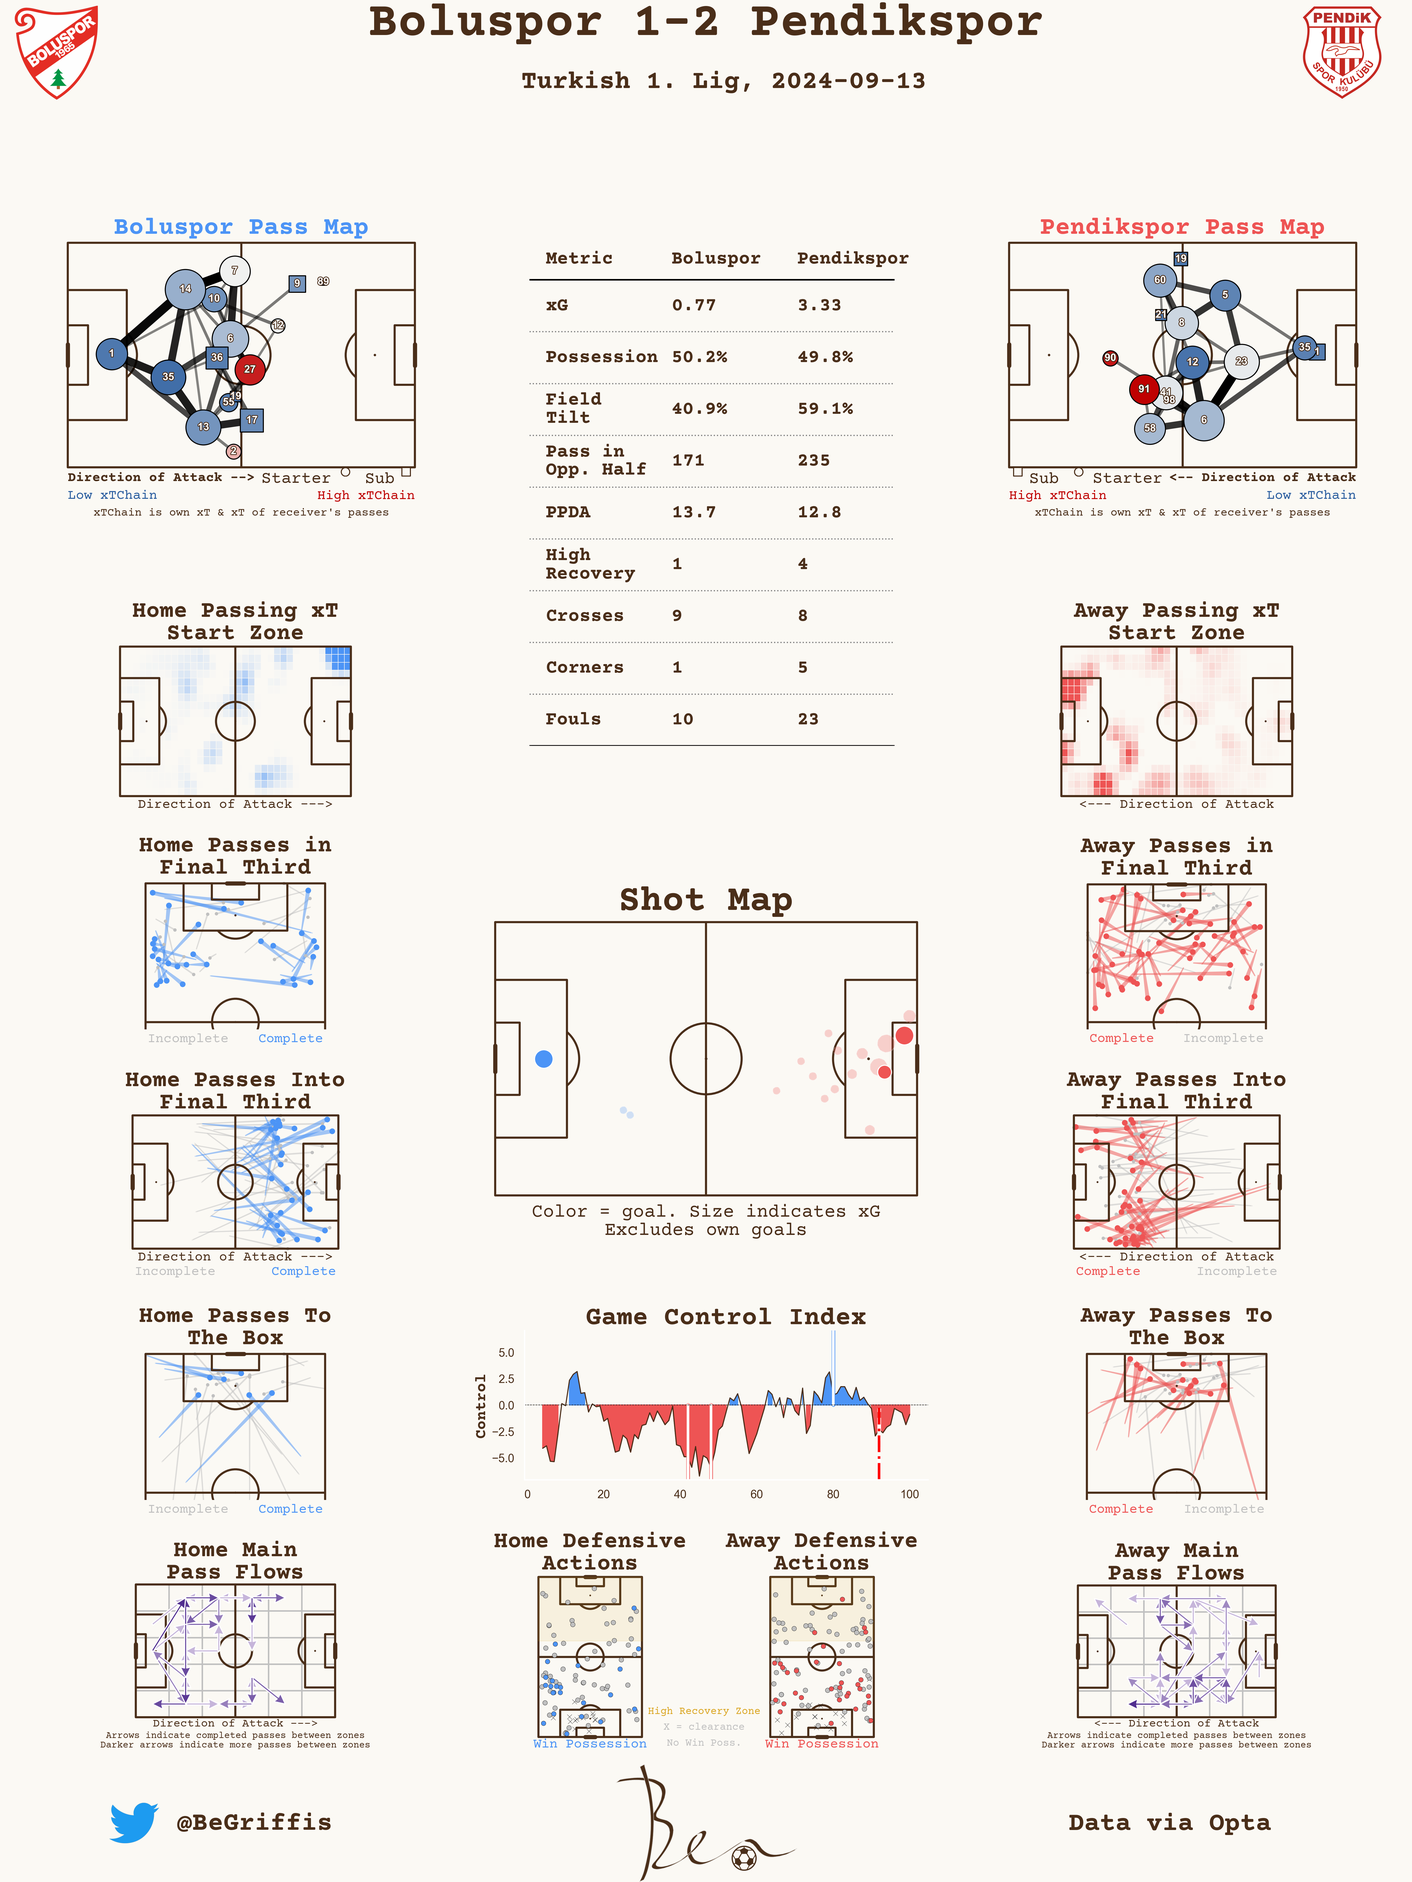 Boluspor 1-2 Pendikspor
Turkish 1. Lig, 2024-09-13
BOLUSPOR
1965
PENDİK
SPOR KULÜBÜ
1950
Boluspor Pass Map
7
14
10
9
89
6
12
1
36
35
27
19
55
17
13
2
Direction of Attack -->
Starter
Sub
Low xTChain
High xTChain
xTChain is own xT & xT of receiver's passes
Metric Boluspor Pendikspor
xG 0.77 3.33
Possession 50.2% 49.8%
Field
Tilt 40.9% 59.1%
Pass in
Opp. Half 171 235
PPDA 13.7 12.8
High
Recovery 1 4
Crosses 9 8
Corners 1 5
Fouls 10 23
Pendikspor Pass Map
19
60
5
21
8
35
1
90
12
23
91
41
98
58
6
Sub
Starter
<-- Direction of Attack
High xTChain
Low xTChain
xTChain is own xT & xT of receiver's passes
Home Passing xT
Start Zone
Direction of Attack --->
Away Passing xT
Start Zone
<--- Direction of Attack
Home Passes in
Final Third
Incomplete Complete
Away Passes in
Final Third
Complete Incomplete
Shot Map
Color = goal. Size indicates xG
Excludes own goals
Home Passes Into
Final Third
Direction of Attack --->
Incomplete Complete
Away Passes Into
Final Third
<--- Direction of Attack
Complete Incomplete
Home Passes To
The Box
Incomplete Complete
Game Control Index
Control
5.0
2.5
0.0
−2.5
−5.0
0 20 40 60 80 100
Away Passes To
The Box
Complete Incomplete
Home Main
Pass Flows
Direction of Attack --->
Arrows indicate completed passes between zones
Darker arrows indicate more passes between zones
Home Defensive
Actions
Win Possession
Away Defensive
Actions
Win Possession
High Recovery Zone
X = clearance
No Win Poss.
Away Main
Pass Flows
<--- Direction of Attack
Arrows indicate completed passes between zones
Darker arrows indicate more passes between zones
@BeGriffis
Ben
Data via Opta